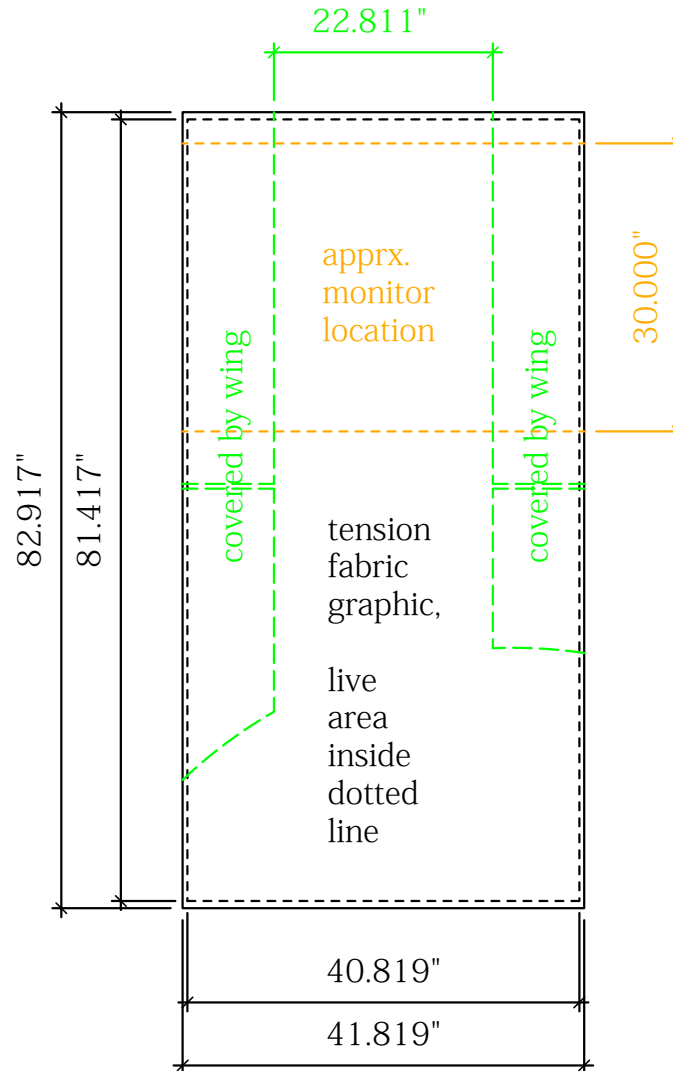 22.811"
apprx.
monitor
location
30.000"
covered by wing
covered by wing
82.917"
81.417"
tension
fabric
graphic,
live
area
inside
dotted
line
40.819"
41.819"